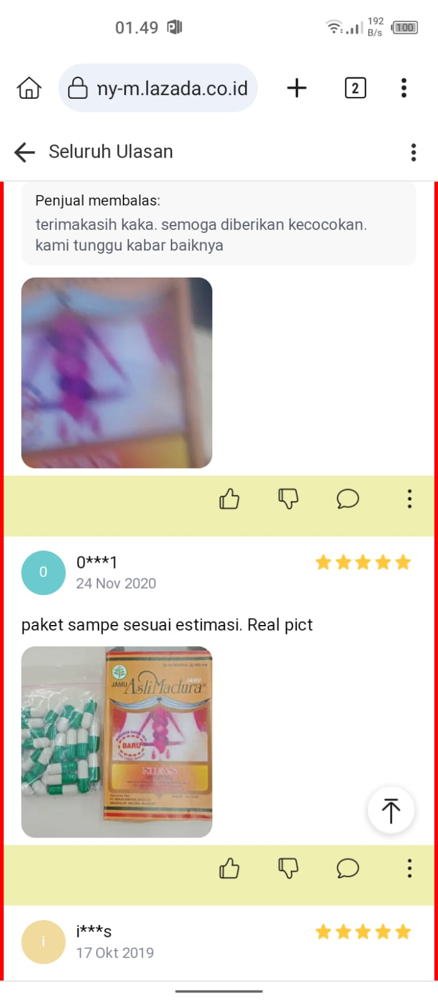 01.49
192
B/s
100
ny-m.lazada.co.id
2
Seluruh Ulasan
Penjual membalas:
terimakasih kaka. semoga diberikan kecocokan.
kami tunggu kabar baiknya
0
0***1
24 Nov 2020
paket sampe sesuai estimasi. Real pict
JAMU
JAMU
Asli Madura
BARU
NIFAS
i
i***s
17 Okt 2019